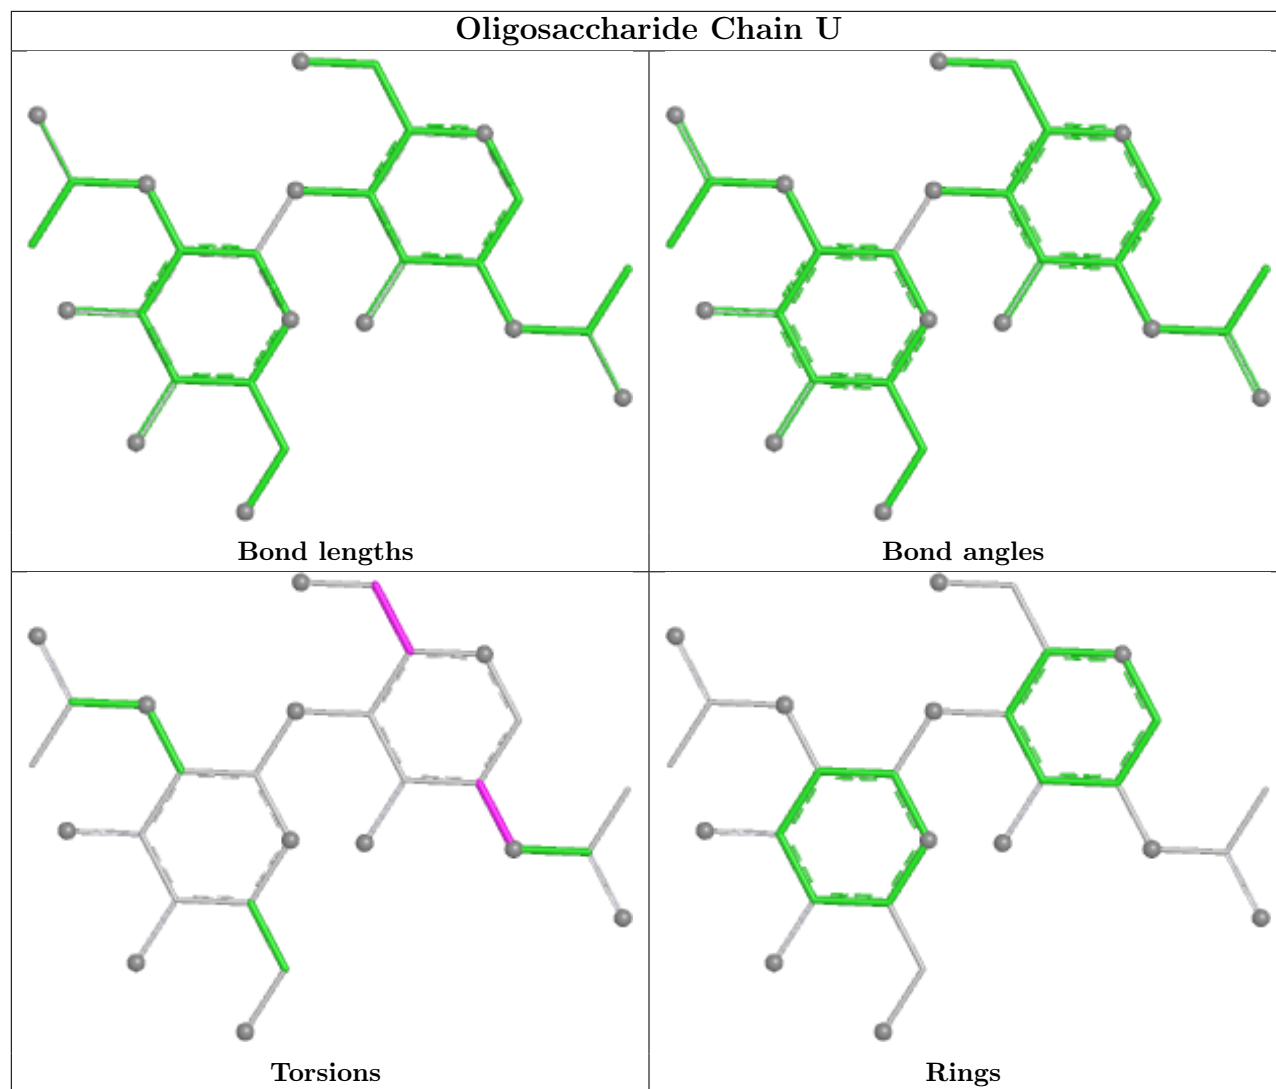 Oligosaccharide Chain U
Bond lengths
Bond angles
Torsions
Rings